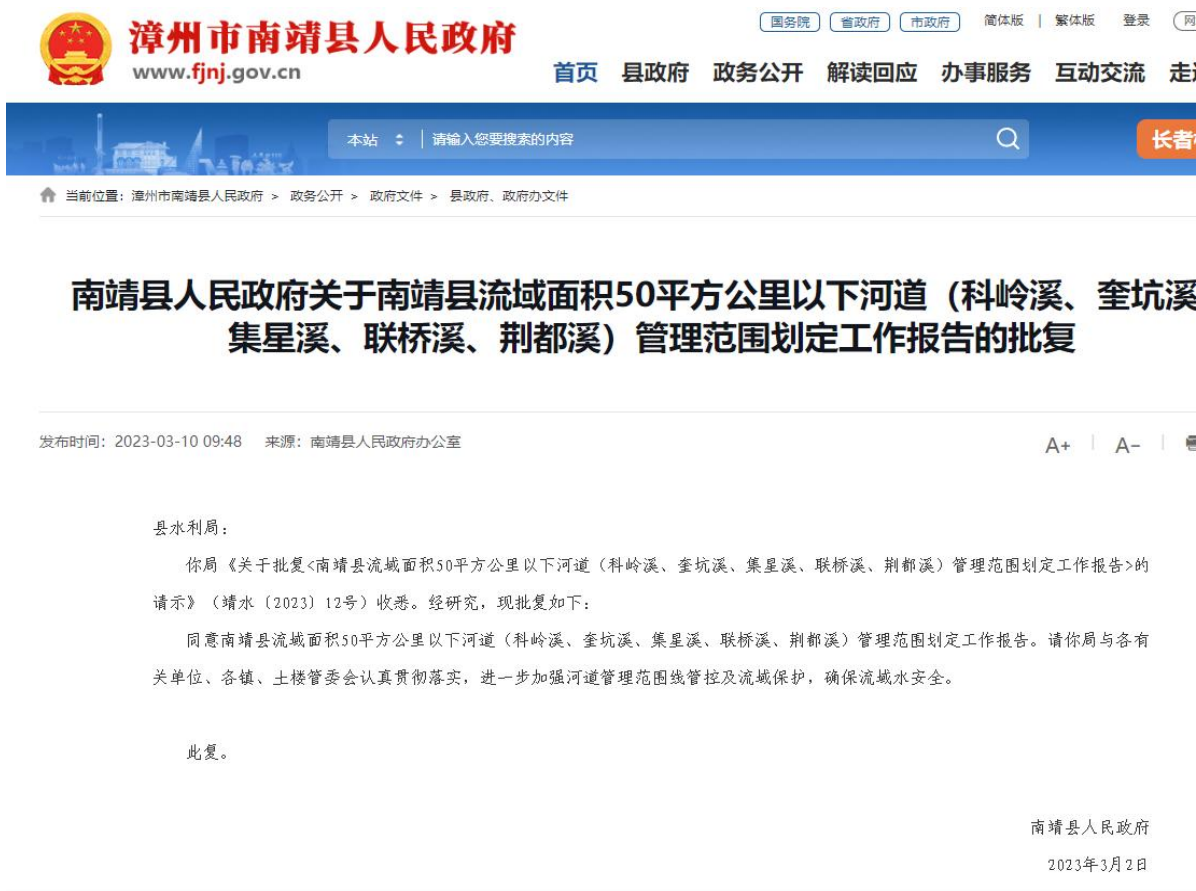 漳州市南靖县人民政府
www.fjnj.gov.cn
国务院 省政府 市政府 简体版 | 繁体版 登录
首页 县政府 政务公开 解读回应 办事服务 互动交流
本站 请输入您要搜索的内容
长者
当前位置：漳州市南靖县人民政府 > 政务公开 > 政府文件 > 县政府、政府办文件
南靖县人民政府关于南靖县流域面积50平方公里以下河道（科岭溪、奎坑溪
集星溪、联桥溪、荆都溪）管理范围划定工作报告的批复
发布时间：2023-03-10 09:48 来源：南靖县人民政府办公室
A+ | A- |
县水利局：
你局《关于批复<南靖县流域面积50平方公里以下河道（科岭溪、奎坑溪、集星溪、联桥溪、荆都溪）管理范围划定工作报告>的
请示》（靖水〔2023〕12号）收悉。经研究，现批复如下：
同意南靖县流域面积50平方公里以下河道（科岭溪、奎坑溪、集星溪、联桥溪、荆都溪）管理范围划定工作报告。请你局与各有
关单位、各镇、土楼管委会认真贯彻落实，进一步加强河道管理范围线管控及流域保护，确保流域水安全。
此复。
南靖县人民政府
2023年3月2日